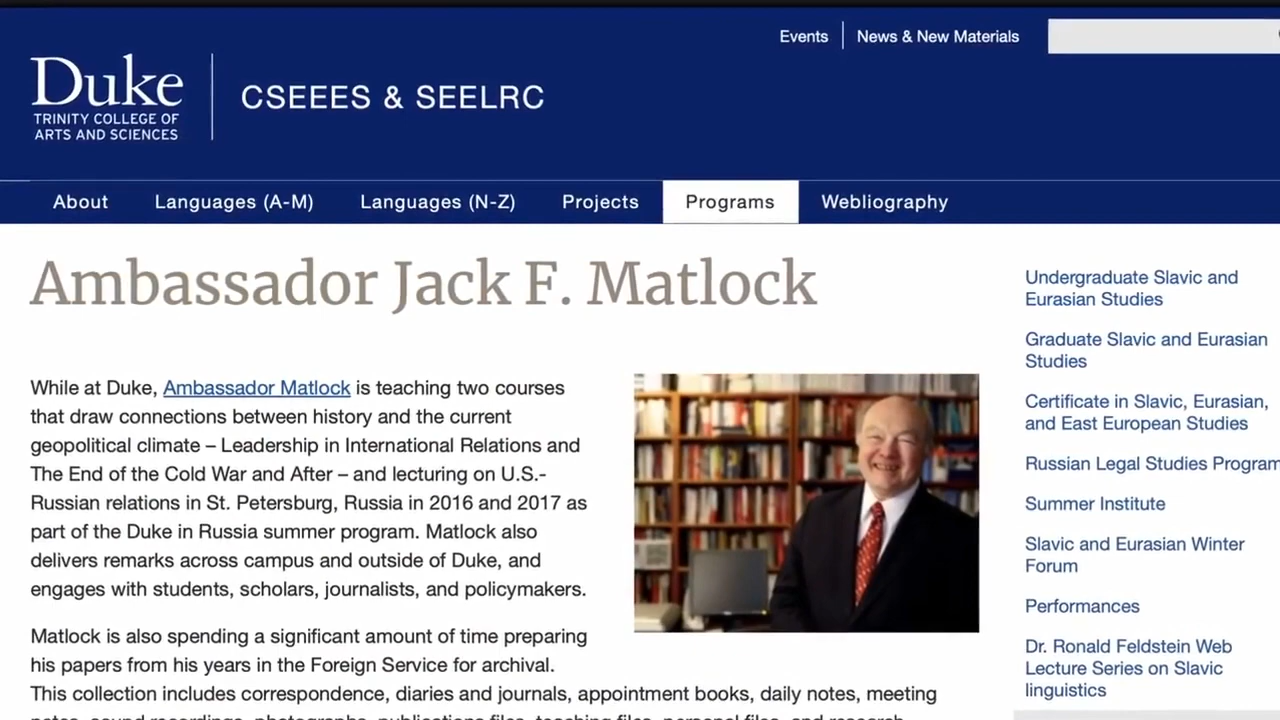 Events
News & New Materials
Duke
TRINITY COLLEGE OF
ARTS AND SCIENCES
CSEEES & SEELRC
About
Languages (A-M)
Languages (N-Z)
Projects
Programs
Webliography
Ambassador Jack F. Matlock
While at Duke, Ambassador Matlock is teaching two courses
that draw connections between history and the current
geopolitical climate – Leadership in International Relations and
The End of the Cold War and After – and lecturing on U.S.-
Russian relations in St. Petersburg, Russia in 2016 and 2017 as
part of the Duke in Russia summer program. Matlock also
delivers remarks across campus and outside of Duke, and
engages with students, scholars, journalists, and policymakers.
Matlock is also spending a significant amount of time preparing
his papers from his years in the Foreign Service for archival.
This collection includes correspondence, diaries and journals, appointment books, daily notes, meeting
notes, sound recordings, photographs, publications files, teaching files, personal files, and research
Undergraduate Slavic and
Eurasian Studies
Graduate Slavic and Eurasian
Studies
Certificate in Slavic, Eurasian,
and East European Studies
Russian Legal Studies Program
Summer Institute
Slavic and Eurasian Winter
Forum
Performances
Dr. Ronald Feldstein Web
Lecture Series on Slavic
linguistics